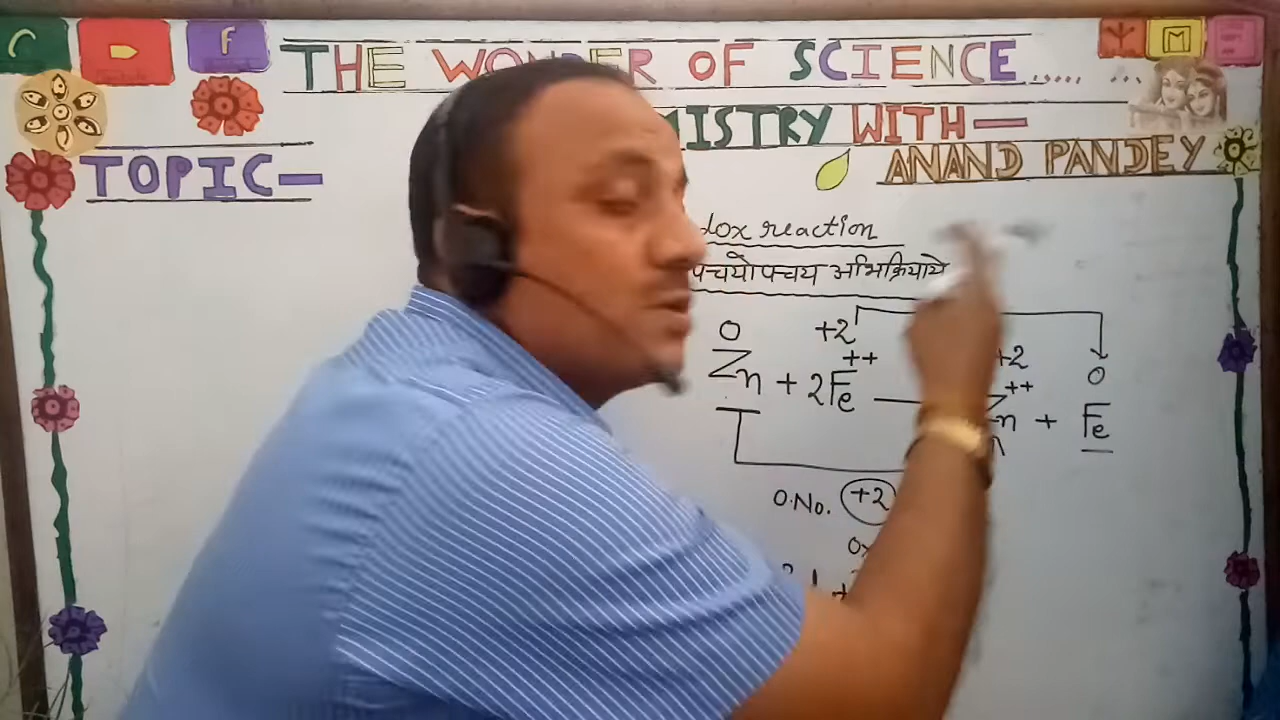 THE WONDER OF SCIENCE........
MISTRY WITH—
TOPIC—
ANAND PANDEY
dox reaction
पचयोपचय अभिक्रियाये
0 +2 +2 0
Zn + 2Fe++ — Zn++ + Fe
O.No. +2